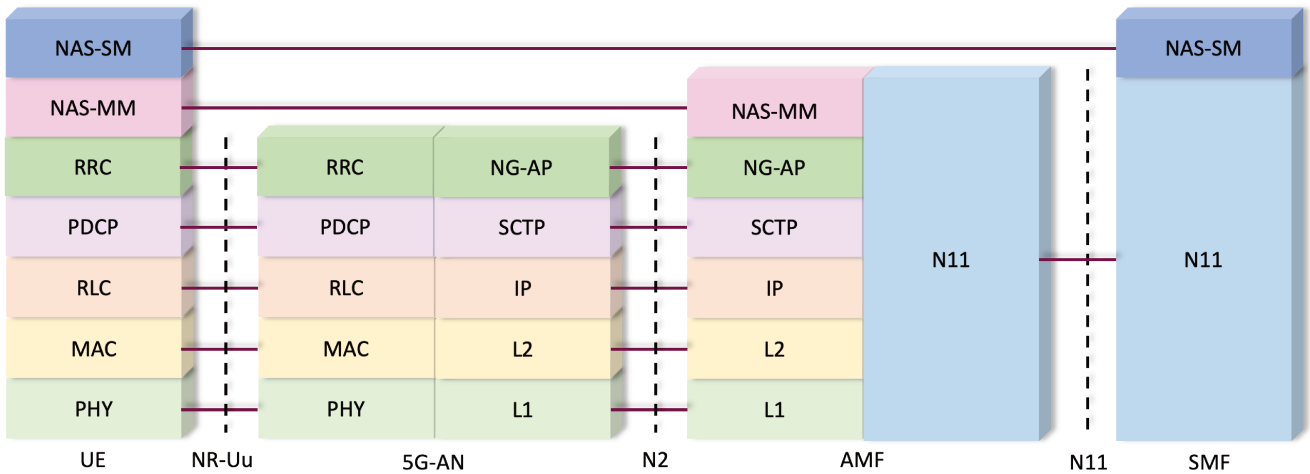 NAS-SM NAS-SM
NAS-MM NAS-MM
RRC RRC NG-AP NG-AP
PDCP PDCP SCTP SCTP
N11 N11
RLC RLC IP IP
MAC MAC L2 L2
PHY PHY L1 L1
UE NR-Uu 5G-AN N2 AMF N11 SMF